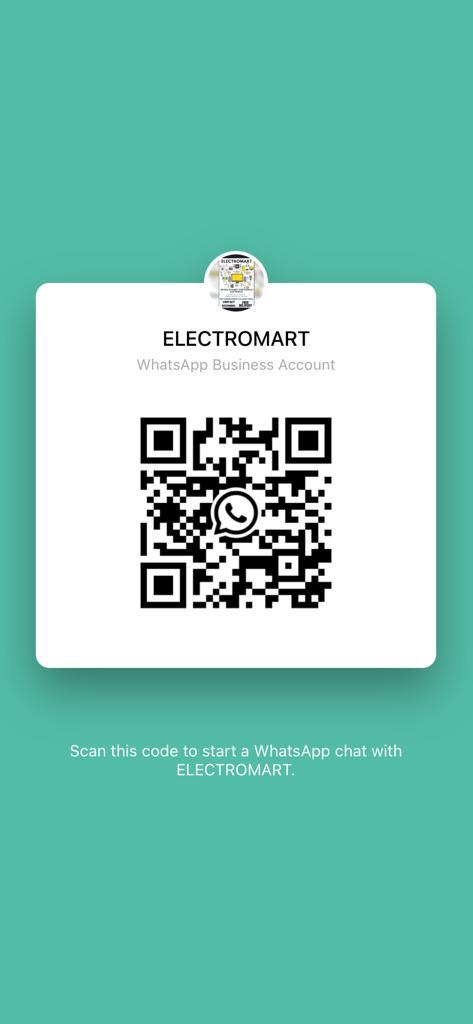 ELECTROMART
ELECTROMART
WhatsApp Business Account
Scan this code to start a WhatsApp chat with
ELECTROMART.